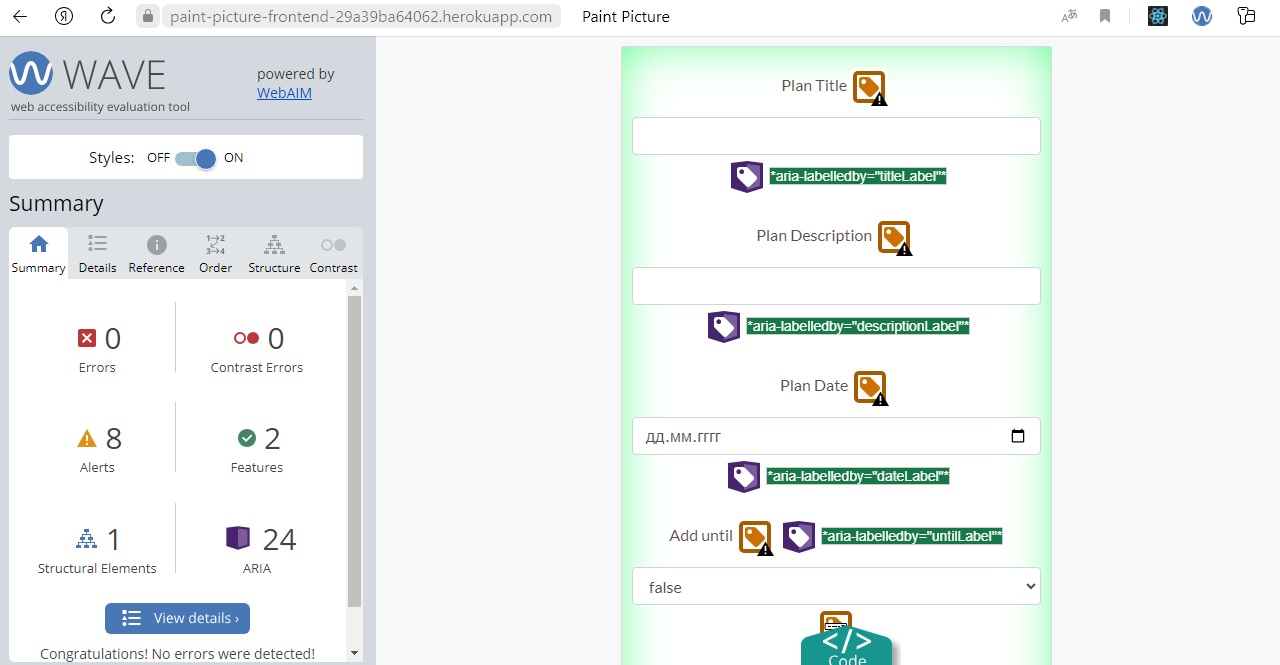 paint-picture-frontend-29a39ba64062.herokuapp.com Paint Picture
WAVE
web accessibility evaluation tool
powered by
WebAIM
Styles: OFF ON
Summary
Summary Details Reference Order Structure Contrast
0 Errors
0 Contrast Errors
8 Alerts
2 Features
1 Structural Elements
24 ARIA
View details ›
Congratulations! No errors were detected!
Plan Title
*aria-labelledby="titleLabel"*
Plan Description
*aria-labelledby="descriptionLabel"*
Plan Date
дд.мм.гггг
*aria-labelledby="dateLabel"*
Add until *aria-labelledby="untilLabel"*
false
</>
Code